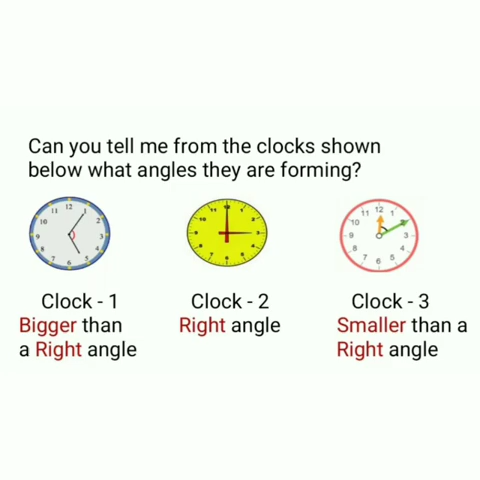 Can you tell me from the clocks shown
below what angles they are forming?
Clock - 1
Bigger than
a Right angle
Clock - 2
Right angle
Clock - 3
Smaller than a
Right angle